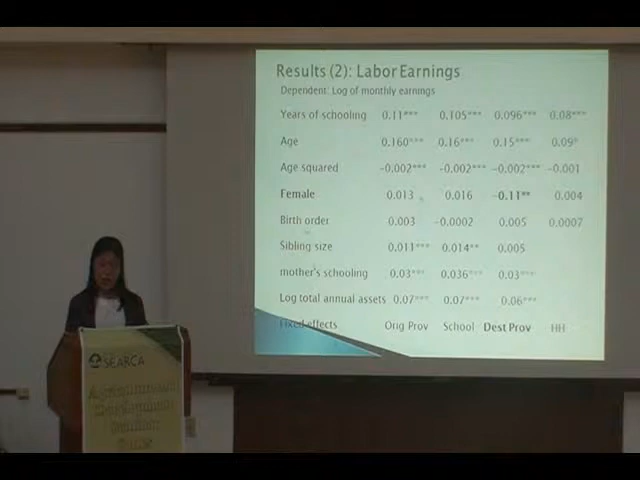 Results (2): Labor Earnings
Dependent: Log of monthly earnings
Years of schooling 0.11*** 0.105*** 0.096*** 0.08***
Age 0.160*** 0.16*** 0.15*** 0.09*
Age squared -0.002*** -0.002*** -0.002*** -0.001
Female 0.013 0.016 -0.11** 0.004
Birth order 0.003 -0.0002 0.005 0.0007
Sibling size 0.011*** 0.014** 0.005
mother's schooling 0.03*** 0.036*** 0.03***
Log total annual assets 0.07*** 0.07*** 0.06***
Fixed effects Orig Prov School Dest Prov HH
SEARCA